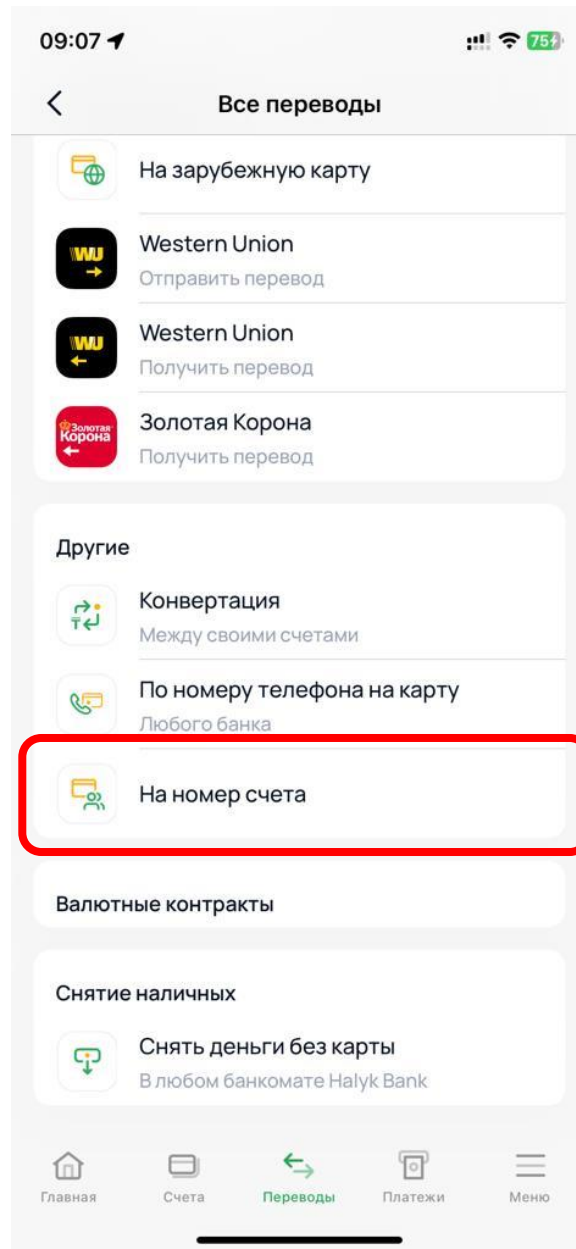 09:07
75
Все переводы
На зарубежную карту
WU
Western Union
Отправить перевод
WU
Western Union
Получить перевод
Золотая
Корона
Золотая Корона
Получить перевод
Другие
Конвертация
Между своими счетами
По номеру телефона на карту
Любого банка
На номер счета
Валютные контракты
Снятие наличных
Снять деньги без карты
В любом банкомате Halyk Bank
Главная
Счета
Переводы
Платежи
Меню